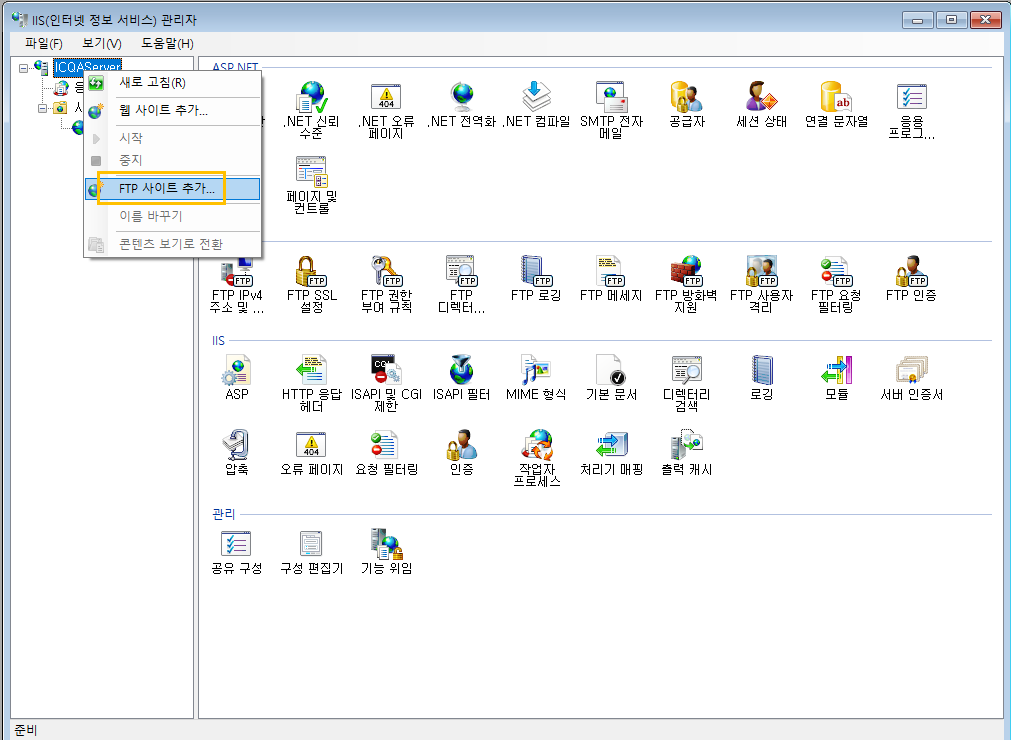 IIS(인터넷 정보 서비스) 관리자
파일(F) 보기(V) 도움말(H)
ICQAServer
새로 고침(R)
웹 사이트 추가...
시작
중지
FTP 사이트 추가...
이름 바꾸기
콘텐츠 보기로 전환
ASP.NET
.NET 신뢰
수준
.NET 오류
페이지
.NET 전역화
.NET 컴파일
SMTP 전자
메일
공급자
세션 상태
연결 문자열
응용
프로그...
페이지 및
컨트롤
FTP IPv4
주소 및 ...
FTP SSL
설정
FTP 권한
부여 규칙
FTP
디렉터...
FTP 로깅
FTP 메세지
FTP 방화벽
지원
FTP 사용자
격리
FTP 요청
필터링
FTP 인증
IIS
ASP
HTTP 응답
헤더
ISAPI 및 CGI
제한
ISAPI 필터
MIME 형식
기본 문서
디렉터리
검색
로깅
모듈
서버 인증서
압축
오류 페이지
요청 필터링
인증
작업자
프로세스
처리기 매핑
출력 캐시
관리
공유 구성
구성 편집기
기능 위임
준비